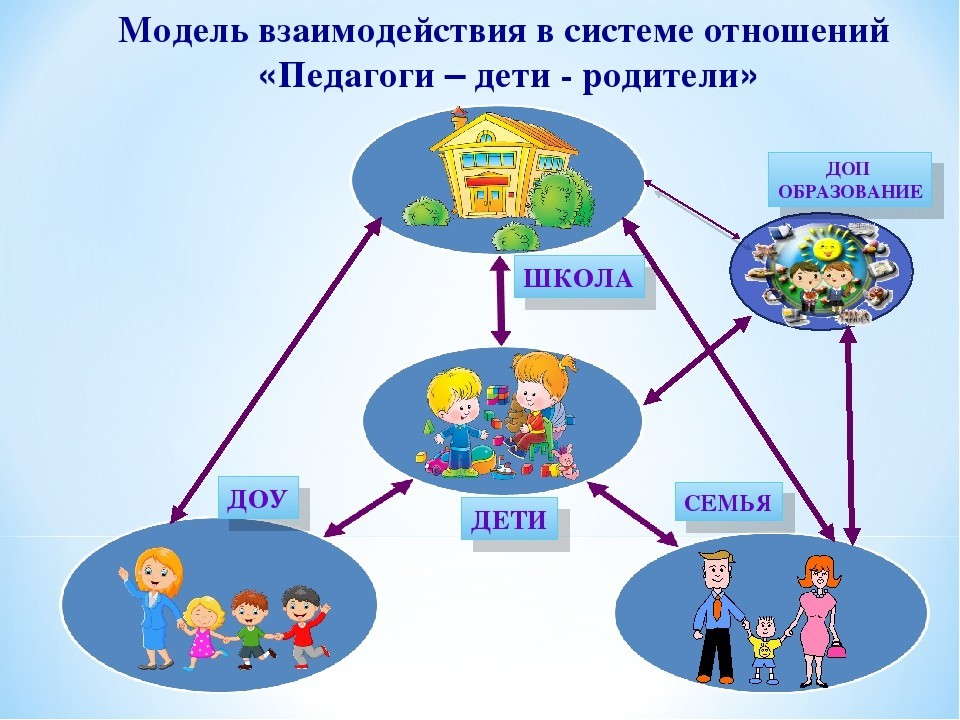 Модель взаимодействия в системе отношений
«Педагоги – дети - родители»
ДОП
ОБРАЗОВАНИЕ
ШКОЛА
ДОУ
ДЕТИ
СЕМЬЯ